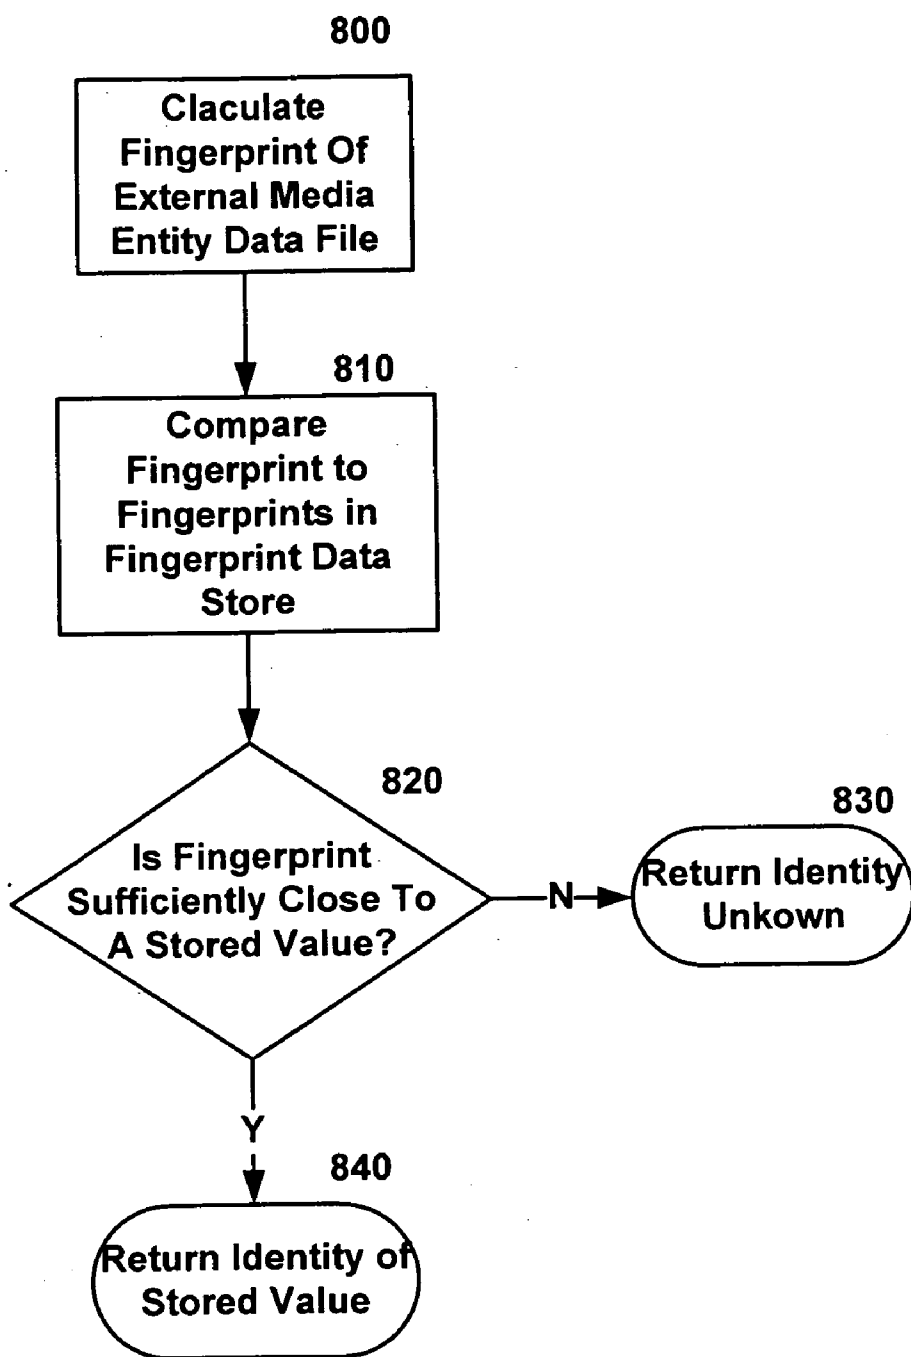 800
Claculate
Fingerprint Of
External Media
Entity Data File
810
Compare
Fingerprint to
Fingerprints in
Fingerprint Data
Store
820
Is Fingerprint
Sufficiently Close To
A Stored Value?
N
830
Return Identity
Unkown
Y
840
Return Identity of
Stored Value